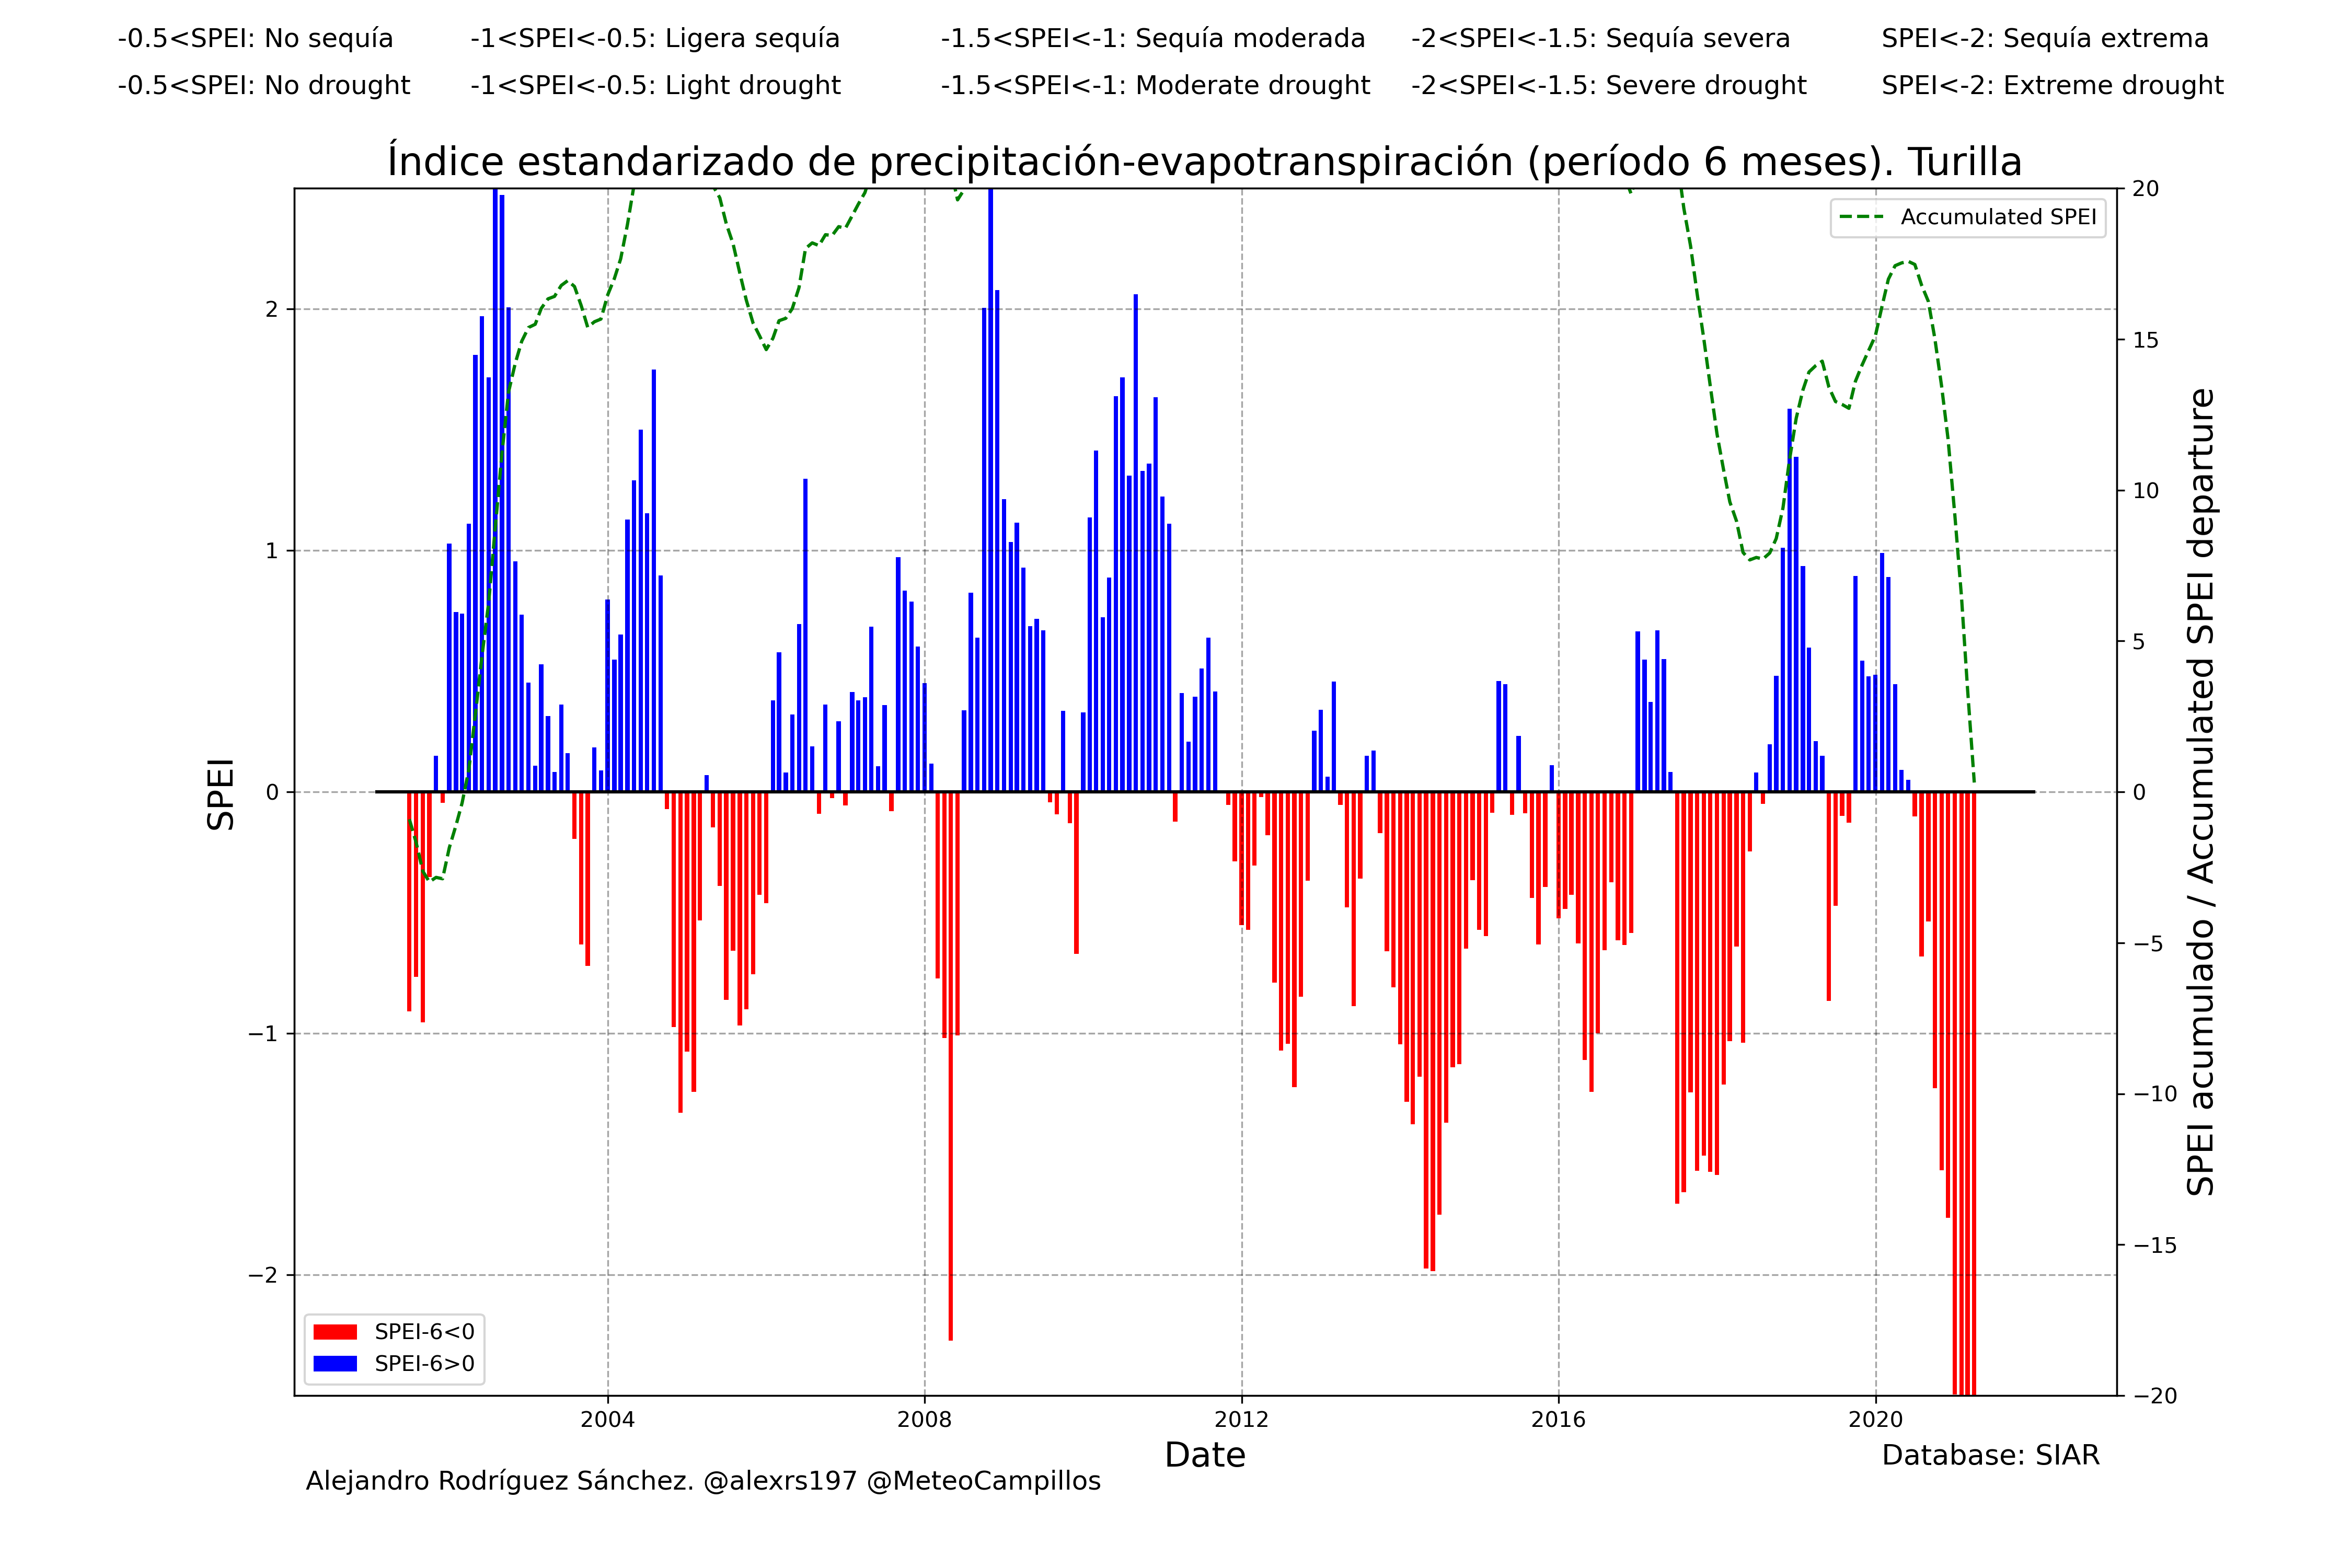 -0.5<SPEI: No sequía -1<SPEI<-0.5: Ligera sequía -1.5<SPEI<-1: Sequía moderada -2<SPEI<-1.5: Sequía severa SPEI<-2: Sequía extrema
-0.5<SPEI: No drought -1<SPEI<-0.5: Light drought -1.5<SPEI<-1: Moderate drought -2<SPEI<-1.5: Severe drought SPEI<-2: Extreme drought
Índice estandarizado de precipitación-evapotranspiración (período 6 meses). Turilla
Accumulated SPEI
SPEI
2
1
0
−1
−2
20
15
10
5
0
−5
−10
−15
−20
SPEI acumulado / Accumulated SPEI departure
SPEI-6<0
SPEI-6>0
2004 2008 2012 2016 2020
Date
Database: SIAR
Alejandro Rodríguez Sánchez. @alexrs197 @MeteoCampillos